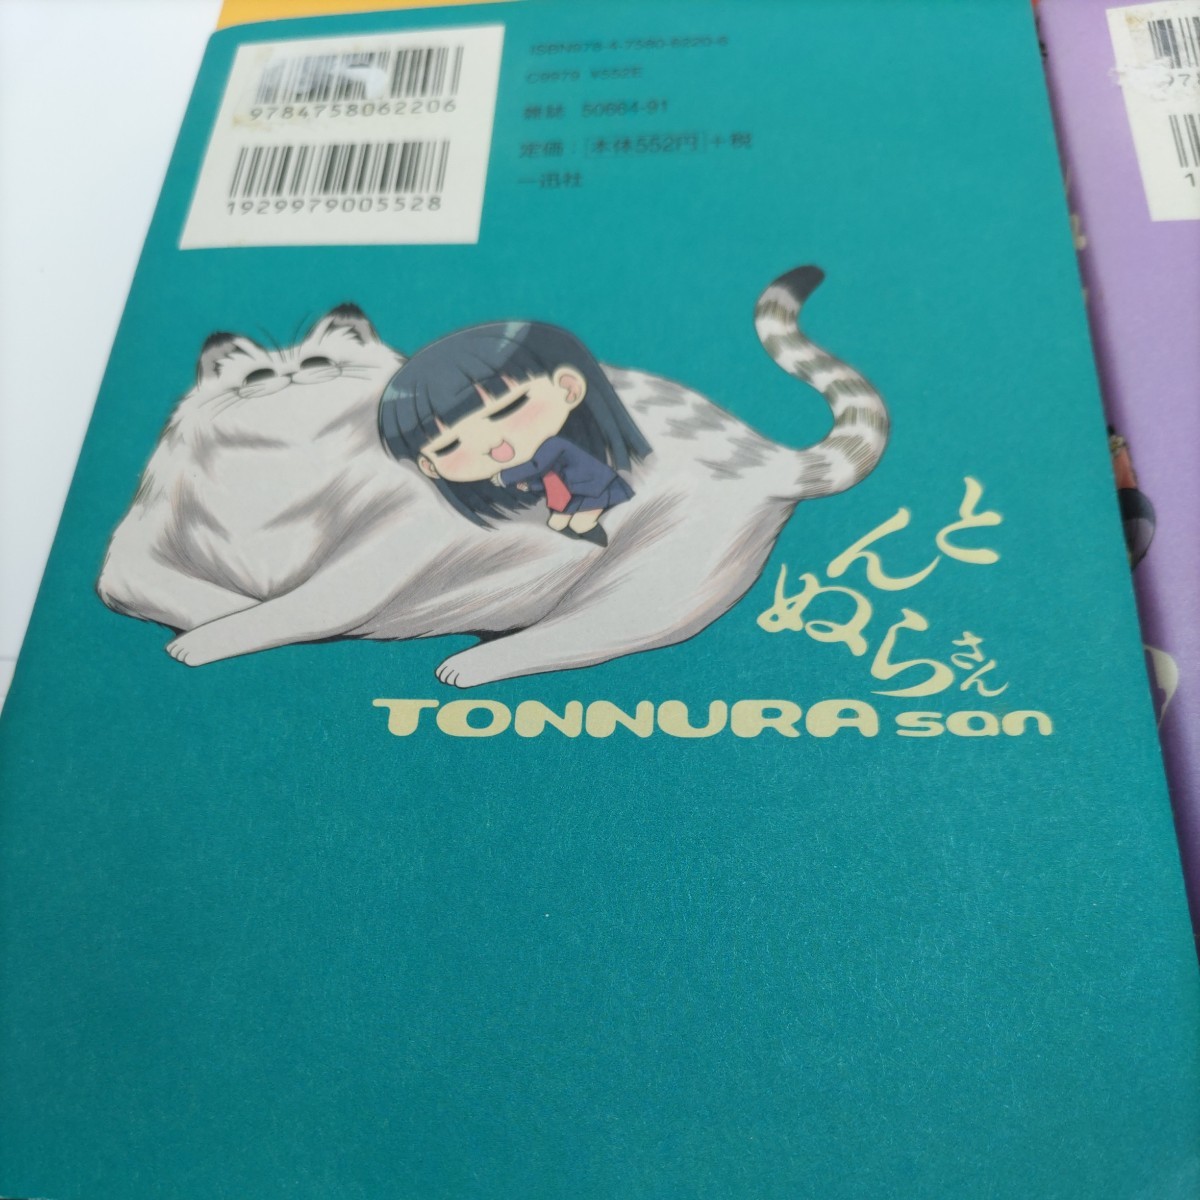 9784758062206
1929979005528
ISBN978-4-7580-6220-6
C9979 ¥552E
雑誌 50664-91
定価：[本体552円]+税
一迅社
とんぬらさん
TONNURA san